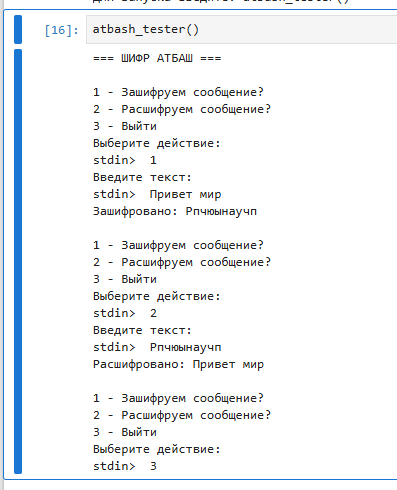 [16]: atbash_tester()
=== ШИФР АТБАШ ===
1 - Зашифруем сообщение?
2 - Расшифруем сообщение?
3 - Выйти
Выберите действие:
stdin> 1
Введите текст:
stdin> Привет мир
Зашифровано: Рпчюынаучп
1 - Зашифруем сообщение?
2 - Расшифруем сообщение?
3 - Выйти
Выберите действие:
stdin> 2
Введите текст:
stdin> Рпчюынаучп
Расшифровано: Привет мир
1 - Зашифруем сообщение?
2 - Расшифруем сообщение?
3 - Выйти
Выберите действие:
stdin> 3